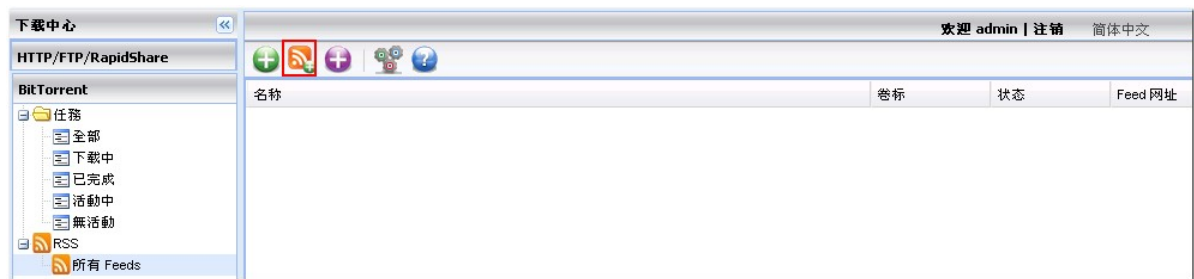 下载中心
欢迎 admin | 注销 简体中文
HTTP/FTP/RapidShare
BitTorrent
名称 卷标 状态 Feed 网址
任務
全部
下載中
已完成
活動中
無活動
RSS
所有 Feeds